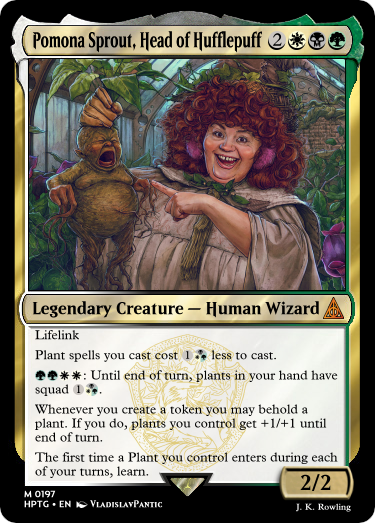 Pomona Sprout, Head of Hufflepuff 2
Legendary Creature — Human Wizard
Lifelink
Plant spells you cast cost 1 less to cast.
: Until end of turn, plants in your hand have
squad 1 .
Whenever you create a token you may behold a
plant. If you do, plants you control get +1/+1 until
end of turn.
The first time a Plant you control enters during each
of your turns, learn.
2/2
M 0197
HPTG • EN VladislavPantic
J. K. Rowling